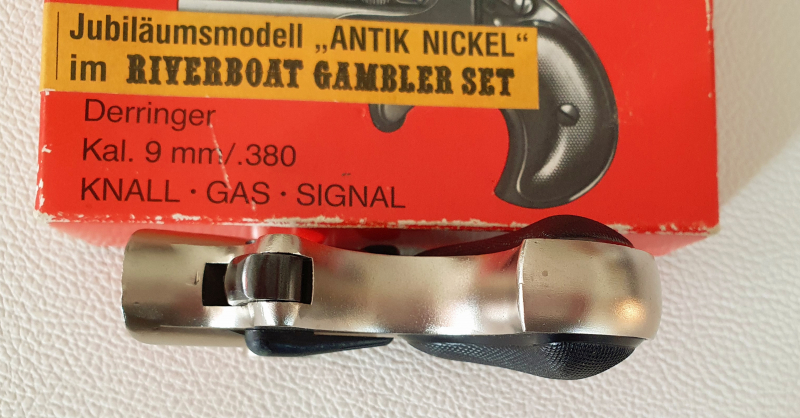 Jubiläumsmodell „ANTIK NICKEL“
im RIVERBOAT GAMBLER SET
Derringer
Kal. 9 mm/.380
KNALL · GAS · SIGNAL